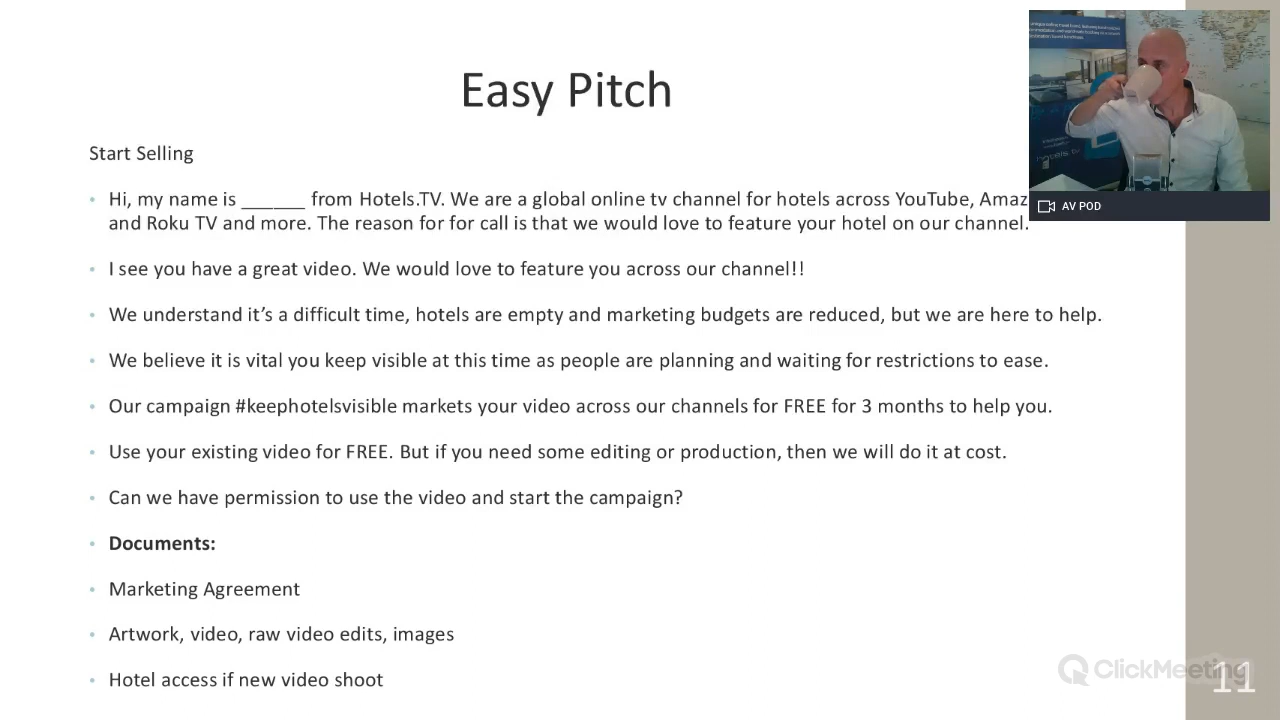 Easy Pitch
Start Selling
• Hi, my name is ______ from Hotels.TV. We are a global online tv channel for hotels across YouTube, Amaz
and Roku TV and more. The reason for for call is that we would love to feature your hotel on our channel.
• I see you have a great video. We would love to feature you across our channel!!
• We understand it’s a difficult time, hotels are empty and marketing budgets are reduced, but we are here to help.
• We believe it is vital you keep visible at this time as people are planning and waiting for restrictions to ease.
• Our campaign #keephotelsvisible markets your video across our channels for FREE for 3 months to help you.
• Use your existing video for FREE. But if you need some editing or production, then we will do it at cost.
• Can we have permission to use the video and start the campaign?
• Documents:
• Marketing Agreement
• Artwork, video, raw video edits, images
• Hotel access if new video shoot
hotels tv
AV POD
ClickMeeting
11